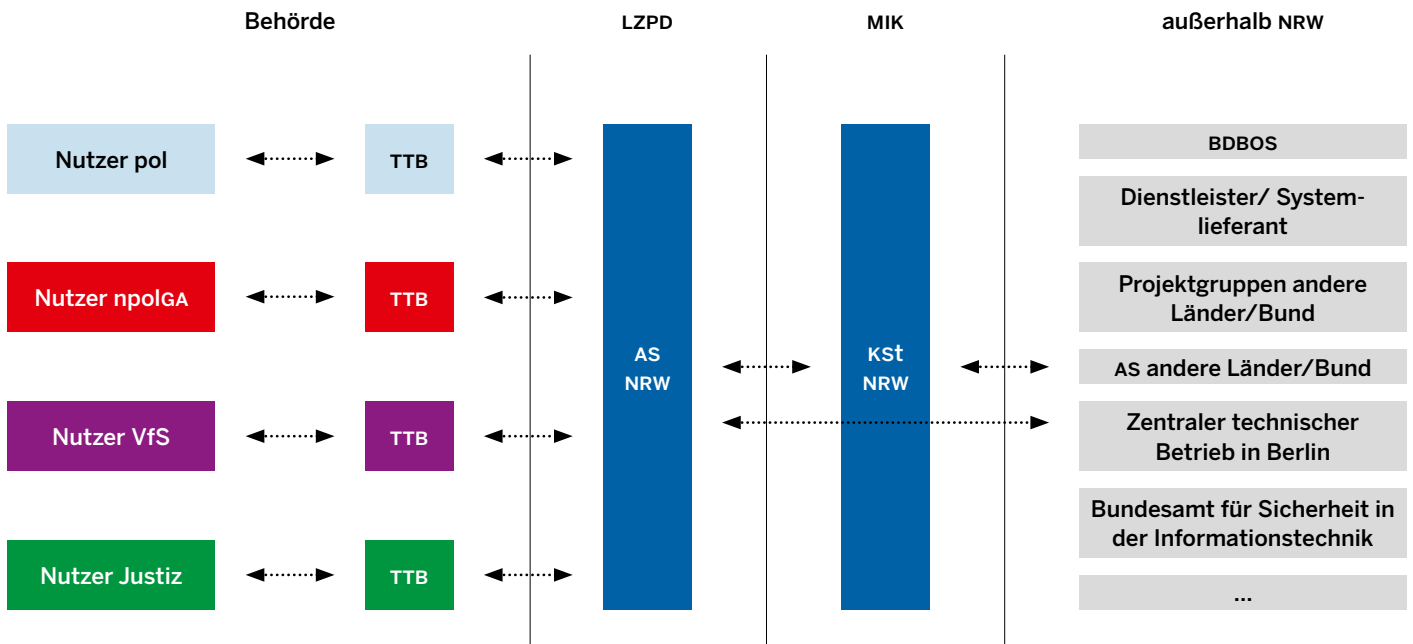 Behörde
LZPD
MIK
außerhalb NRW
Nutzer pol
TTB
Nutzer npolGA
TTB
Nutzer VfS
TTB
Nutzer Justiz
TTB
AS
NRW
KSt
NRW
BDBOS
Dienstleister/ System-
lieferant
Projektgruppen andere
Länder/Bund
AS andere Länder/Bund
Zentraler technischer
Betrieb in Berlin
Bundesamt für Sicherheit in
der Informationstechnik
...